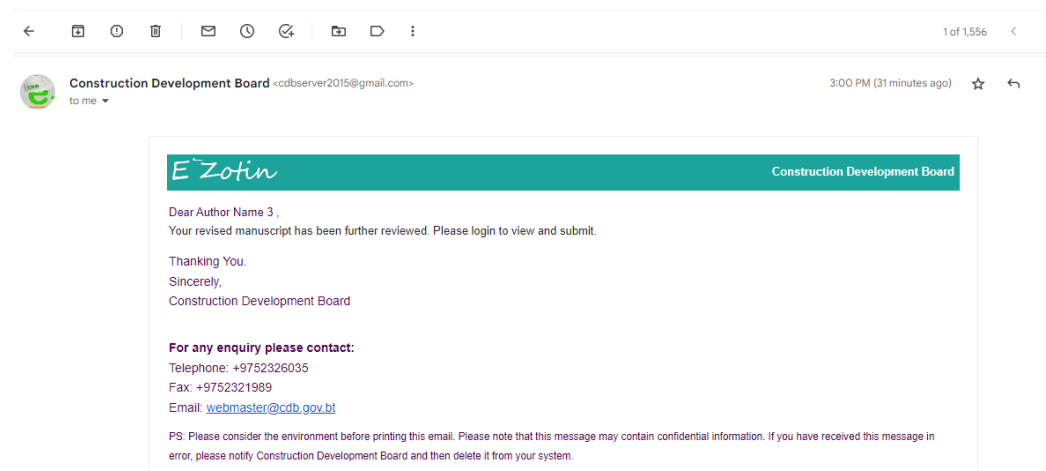 1 of 1,556
Construction Development Board <cdbserver2015@gmail.com>
3:00 PM (31 minutes ago)
to me
E-Zotin
Construction Development Board
Dear Author Name 3 ,
Your revised manuscript has been further reviewed. Please login to view and submit.
Thanking You.
Sincerely,
Construction Development Board
For any enquiry please contact:
Telephone: +9752326035
Fax: +9752321989
Email: webmaster@cdb.gov.bt
PS: Please consider the environment before printing this email. Please note that this message may contain confidential information. If you have received this message in
error, please notify Construction Development Board and then delete it from your system.